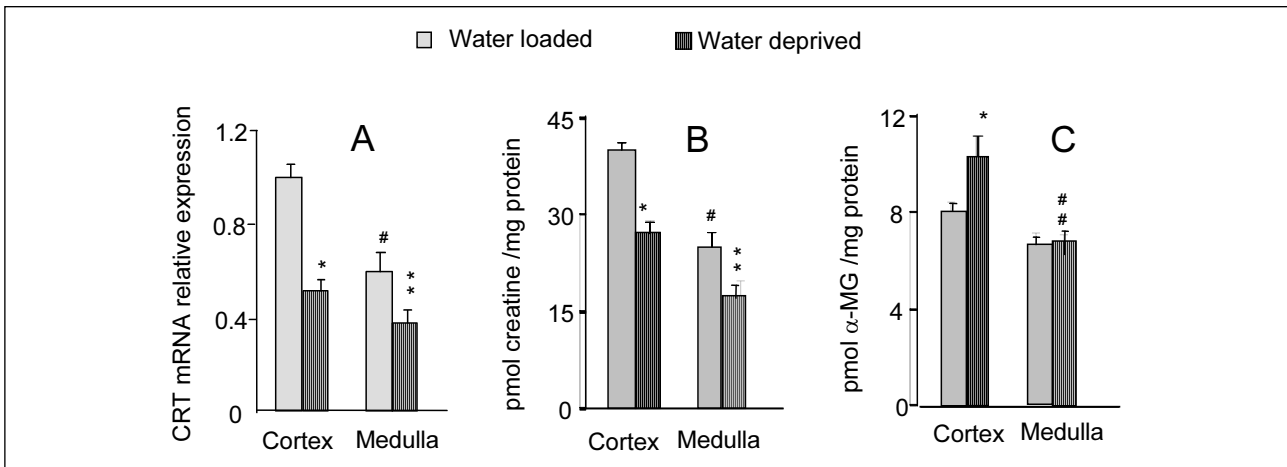 Water loaded
Water deprived
A
CRT mRNA relative expression
1.2
0.8
0.4
0
*
#
*
*
Cortex
Medulla
B
pmol creatine /mg protein
45
30
15
0
*
#
*
*
Cortex
Medulla
C
pmol α-MG /mg protein
12
8
4
0
*
#
#
Cortex
Medulla